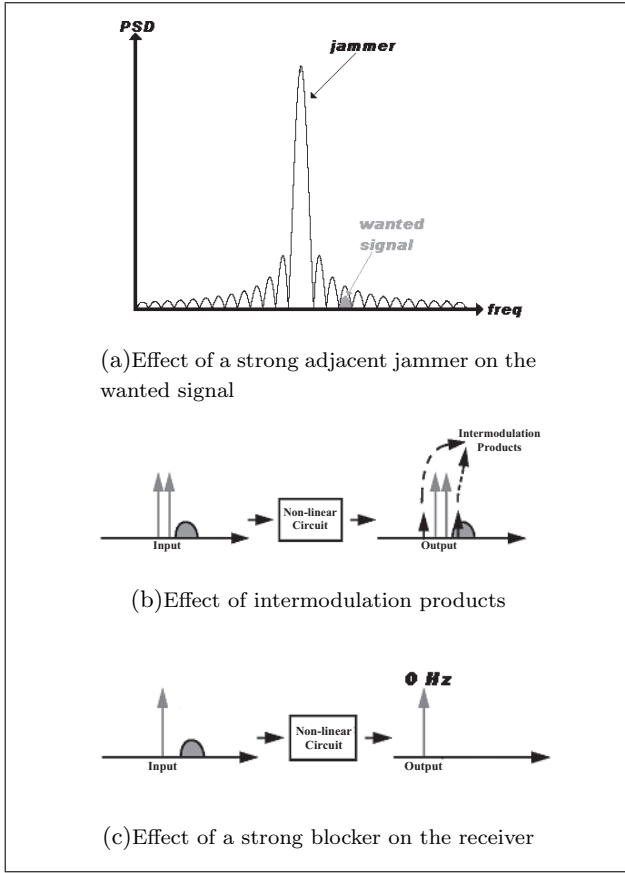 PSD
jammer
wanted
signal
freq
(a)Effect of a strong adjacent jammer on the
wanted signal
Intermodulation
Products
Non-linear
Circuit
Input
Output
(b)Effect of intermodulation products
0 Hz
Non-linear
Circuit
Input
Output
(c)Effect of a strong blocker on the receiver